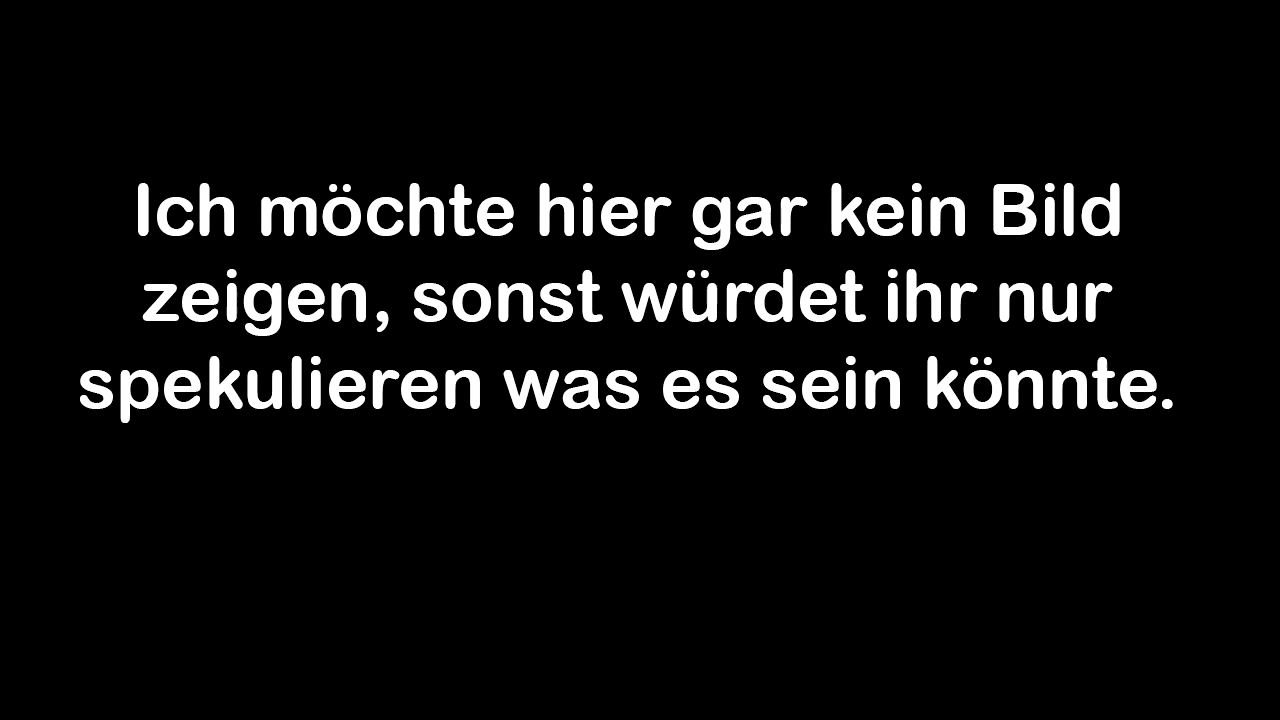 Ich möchte hier gar kein Bild
zeigen, sonst würdet ihr nur
spekulieren was es sein könnte.